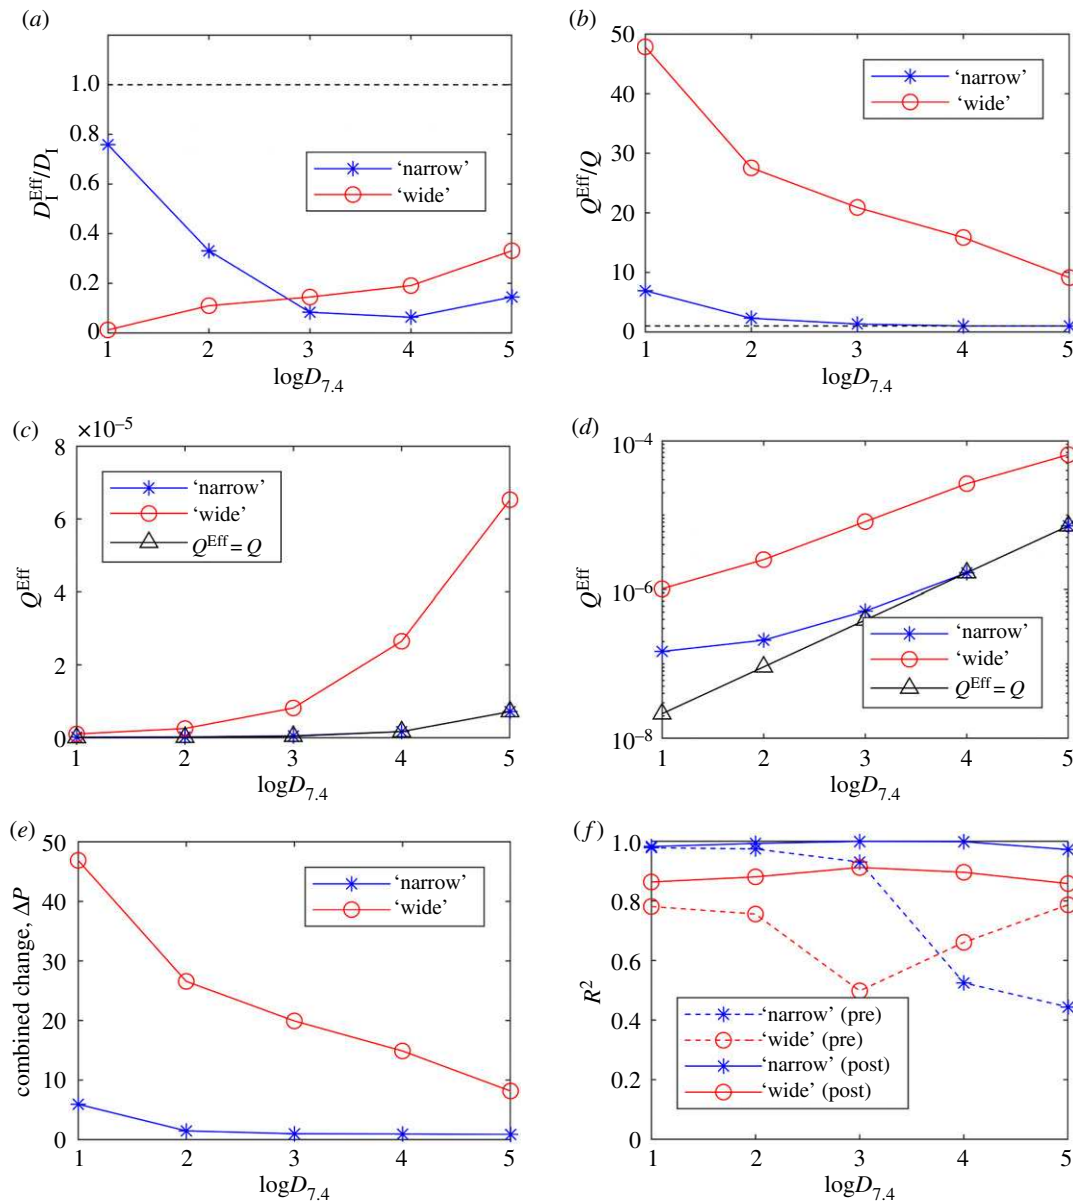 (a)
1.0
0.8
0.6
0.4
0.2
0
D_I^Eff/D_I
'narrow'
'wide'
1 2 3 4 5
logD_7.4
(b)
50
40
30
20
10
0
Q^Eff/Q
'narrow'
'wide'
1 2 3 4 5
logD_7.4
(c)
×10^−5
8
6
4
2
0
Q^Eff
'narrow'
'wide'
Q^Eff = Q
1 2 3 4 5
logD_7.4
(d)
10^−4
10^−6
10^−8
Q^Eff
'narrow'
'wide'
Q^Eff = Q
1 2 3 4 5
logD_7.4
(e)
50
40
30
20
10
0
combined change, ΔP
'narrow'
'wide'
1 2 3 4 5
logD_7.4
(f)
1.0
0.8
0.6
0.4
0.2
0
R^2
'narrow' (pre)
'wide' (pre)
'narrow' (post)
'wide' (post)
1 2 3 4 5
logD_7.4